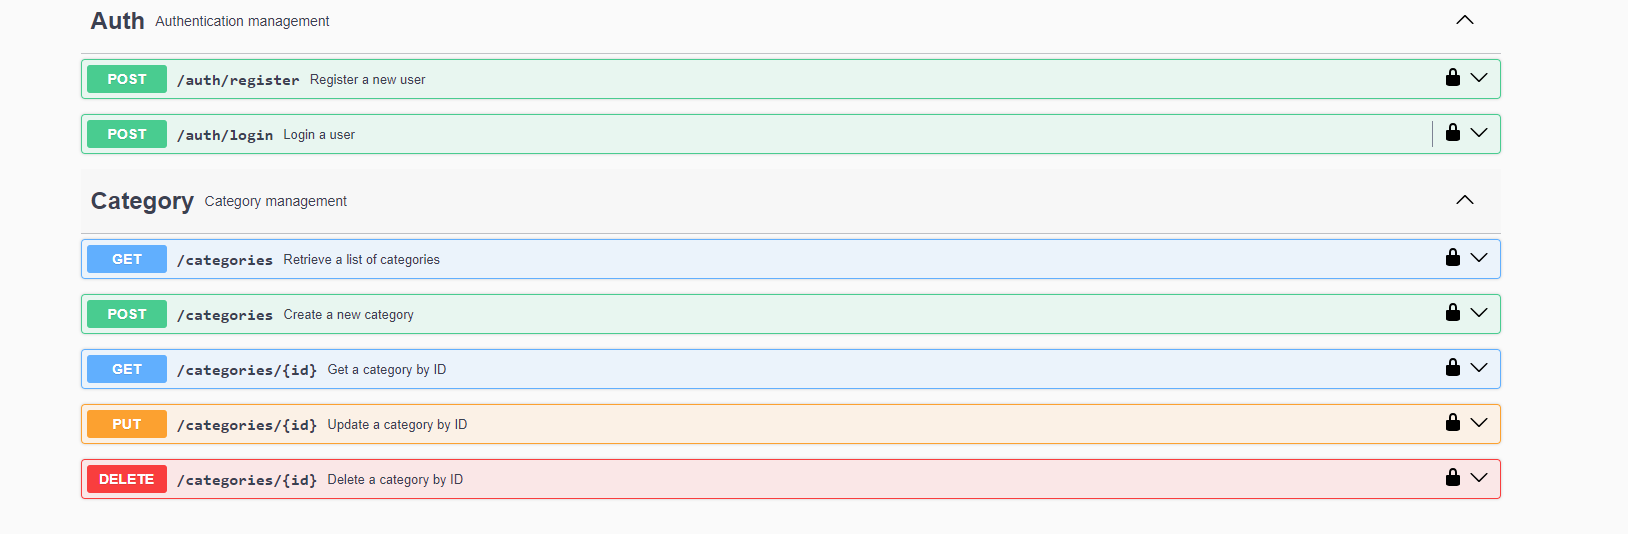 Auth Authentication management
POST /auth/register Register a new user
POST /auth/login Login a user
Category Category management
GET /categories Retrieve a list of categories
POST /categories Create a new category
GET /categories/{id} Get a category by ID
PUT /categories/{id} Update a category by ID
DELETE /categories/{id} Delete a category by ID